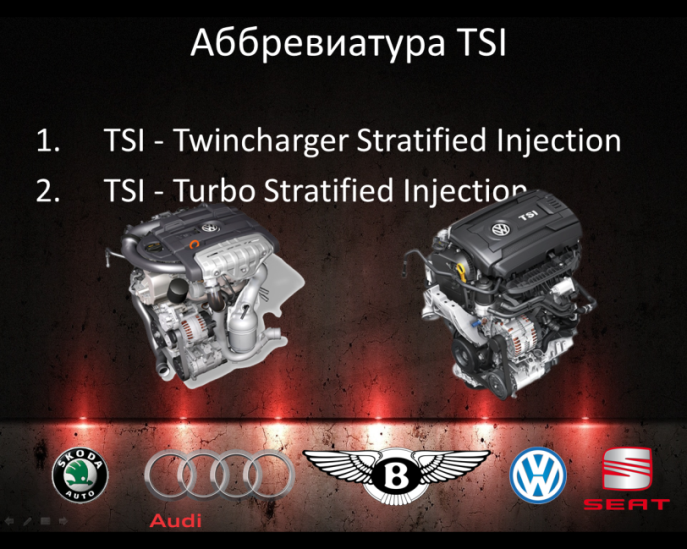 Аббревиатура TSI
1. TSI - Twincharger Stratified Injection
2. TSI - Turbo Stratified Injection
TSI
ŠKODA
AUTO
B
Audi
SEAT